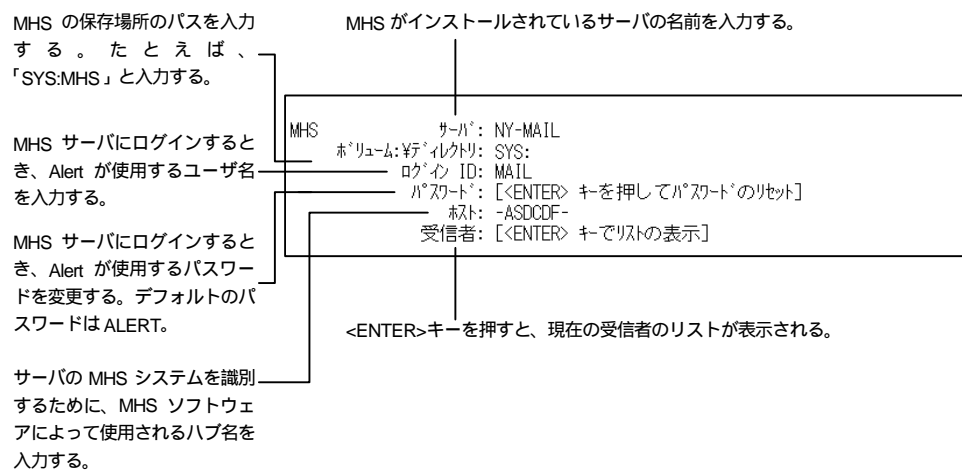 MHS の保存場所のパスを入力
する。たとえば、
「SYS:MHS」と入力する。
MHS がインストールされているサーバの名前を入力する。
MHS サーバにログインすると
き、Alert が使用するユーザ名
を入力する。
MHS サーバにログインすると
き、Alert が使用するパスワー
ドを変更する。デフォルトのパ
スワードは ALERT。
サーバの MHS システムを識別
するために、MHS ソフトウェ
アによって使用されるハブ名を
入力する。
MHS ｻｰﾊﾞ: NY-MAIL
ﾎﾞﾘｭｰﾑ:¥ﾃﾞｨﾚｸﾄﾘ: SYS:
ﾛｸﾞｲﾝ ID: MAIL
ﾊﾟｽﾜｰﾄﾞ: [<ENTER> ｷｰを押してﾊﾟｽﾜｰﾄﾞのﾘｾｯﾄ]
ﾎｽﾄ: -ASDCDF-
受信者: [<ENTER> ｷｰでﾘｽﾄの表示]
<ENTER>キーを押すと、現在の受信者のリストが表示される。